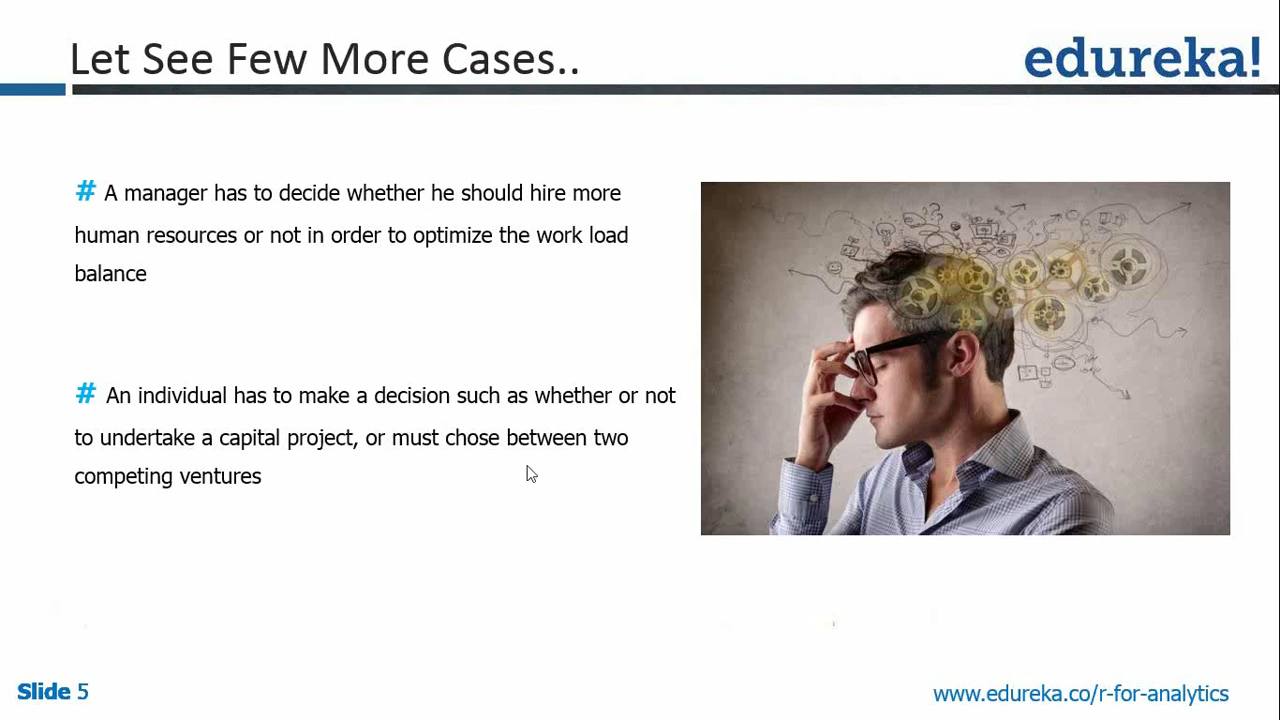 Let See Few More Cases..
edureka!
# A manager has to decide whether he should hire more
human resources or not in order to optimize the work load
balance
# An individual has to make a decision such as whether or not
to undertake a capital project, or must chose between two
competing ventures
Slide 5
www.edureka.co/r-for-analytics